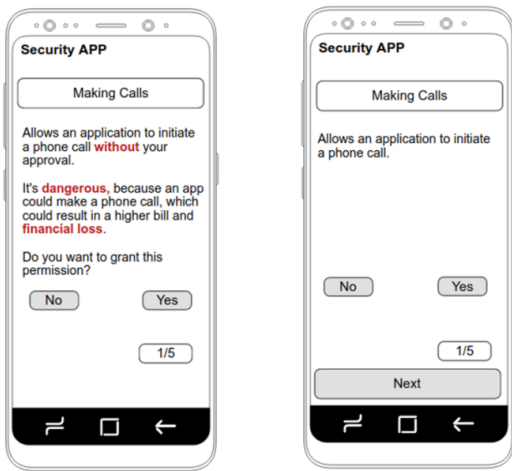 Security APP
Making Calls
Allows an application to initiate
a phone call without your
approval.
It's dangerous, because an app
could make a phone call, which
could result in a higher bill and
financial loss.
Do you want to grant this
permission?
No
Yes
1/5
Security APP
Making Calls
Allows an application to initiate
a phone call.
No
Yes
1/5
Next